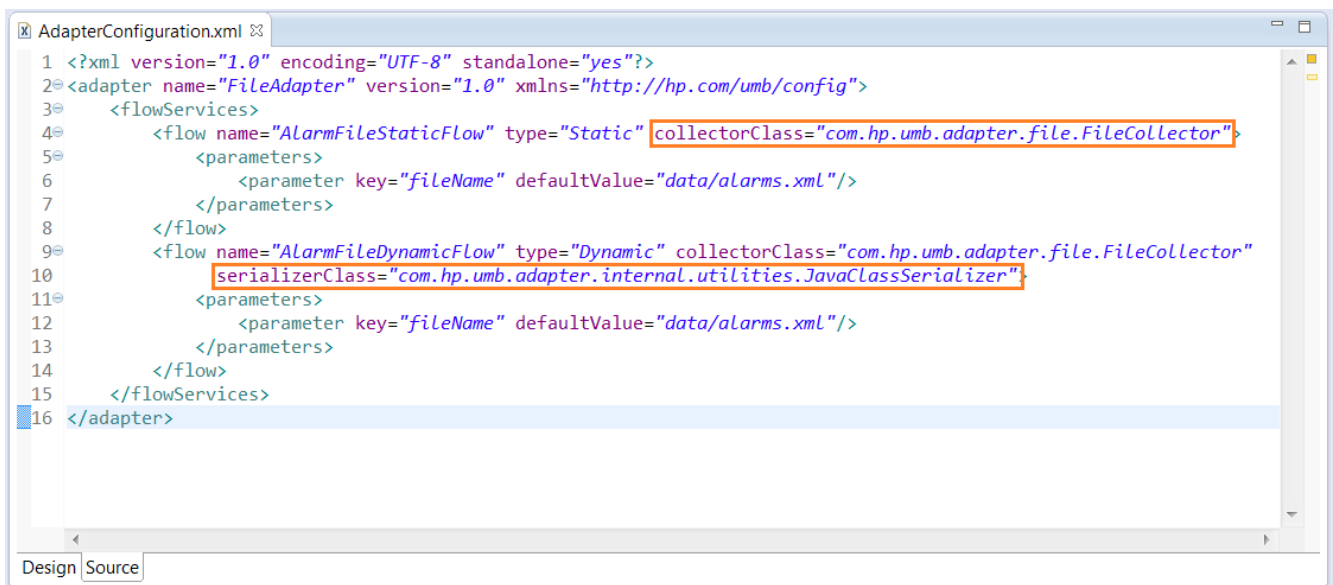 AdapterConfiguration.xml
1 <?xml version="1.0" encoding="UTF-8" standalone="yes"?>
2 <adapter name="FileAdapter" version="1.0" xmlns="http://hp.com/umb/config">
3     <flowServices>
4         <flow name="AlarmFileStaticFlow" type="Static" collectorClass="com.hp.umb.adapter.file.FileCollector">
5             <parameters>
6                 <parameter key="fileName" defaultValue="data/alarms.xml"/>
7             </parameters>
8         </flow>
9         <flow name="AlarmFileDynamicFlow" type="Dynamic" collectorClass="com.hp.umb.adapter.file.FileCollector"
10               serializerClass="com.hp.umb.adapter.internal.utilities.JavaClassSerializer">
11             <parameters>
12                 <parameter key="fileName" defaultValue="data/alarms.xml"/>
13             </parameters>
14         </flow>
15     </flowServices>
16 </adapter>
Design Source